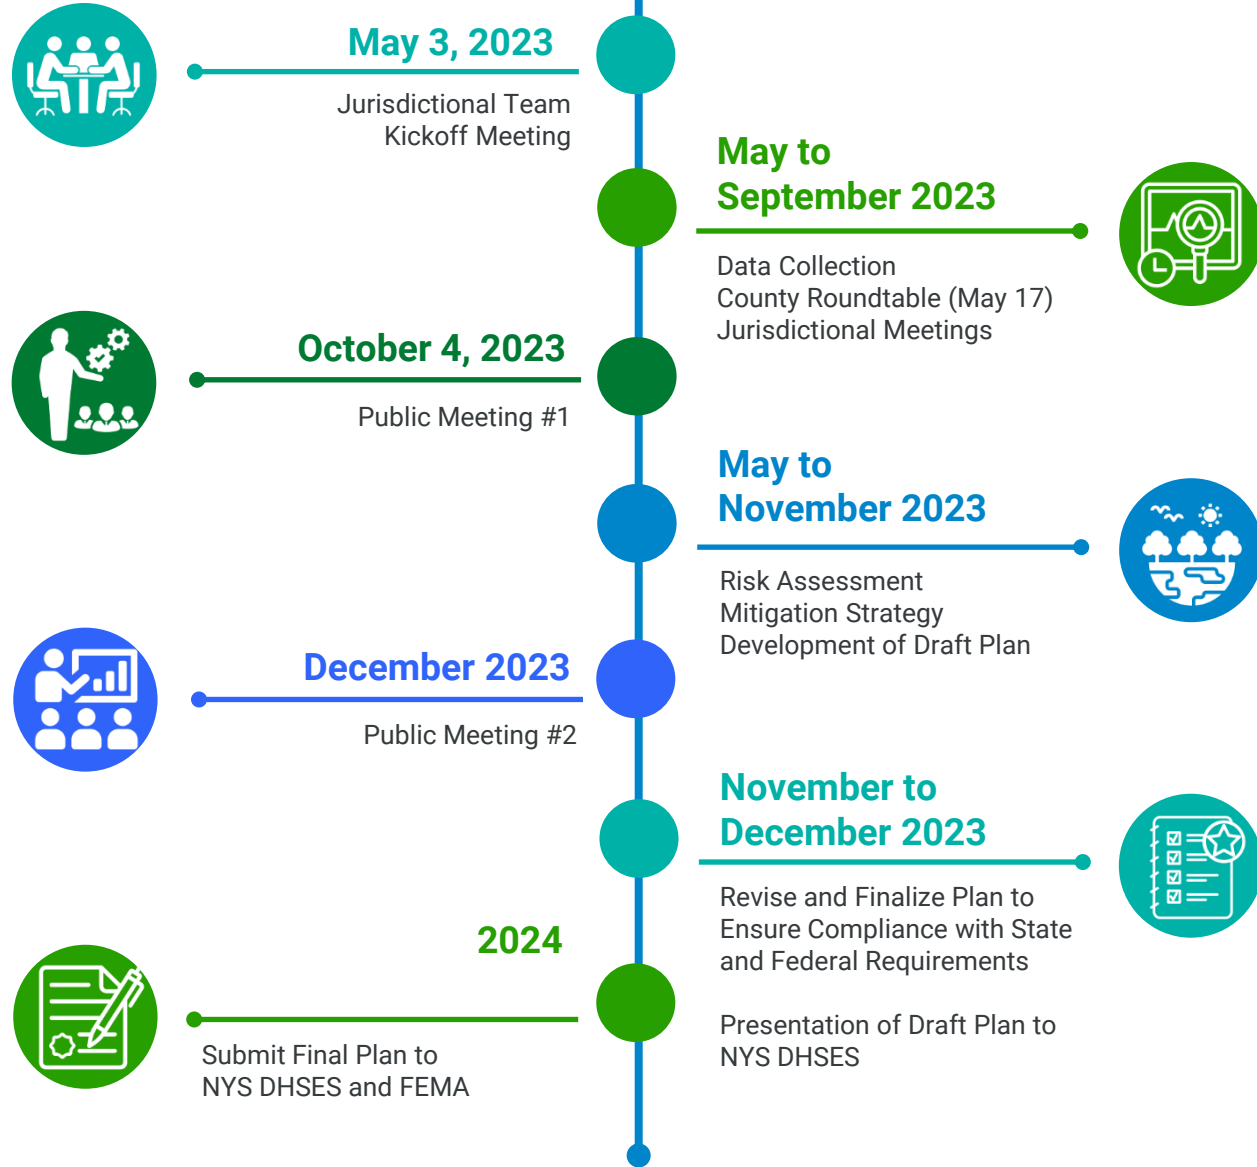 May 3, 2023
Jurisdictional Team
Kickoff Meeting
May to
September 2023
Data Collection
County Roundtable (May 17)
Jurisdictional Meetings
October 4, 2023
Public Meeting #1
May to
November 2023
Risk Assessment
Mitigation Strategy
Development of Draft Plan
December 2023
Public Meeting #2
November to
December 2023
Revise and Finalize Plan to
Ensure Compliance with State
and Federal Requirements
Presentation of Draft Plan to
NYS DHSES
2024
Submit Final Plan to
NYS DHSES and FEMA